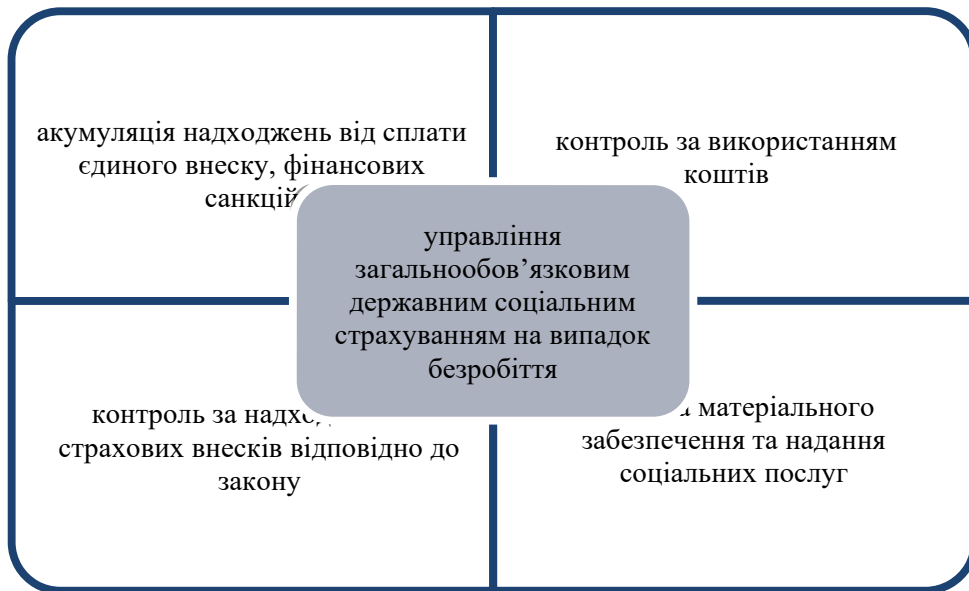 акумуляція надходжень від сплати
єдиного внеску, фінансових
санкцій
контроль за використанням
коштів
управління
загальнообов’язковим
державним соціальним
страхуванням на випадок
безробіття
контроль за
страхових внесків відповідно до
закону
матеріального
забезпечення та надання
соціальних послуг